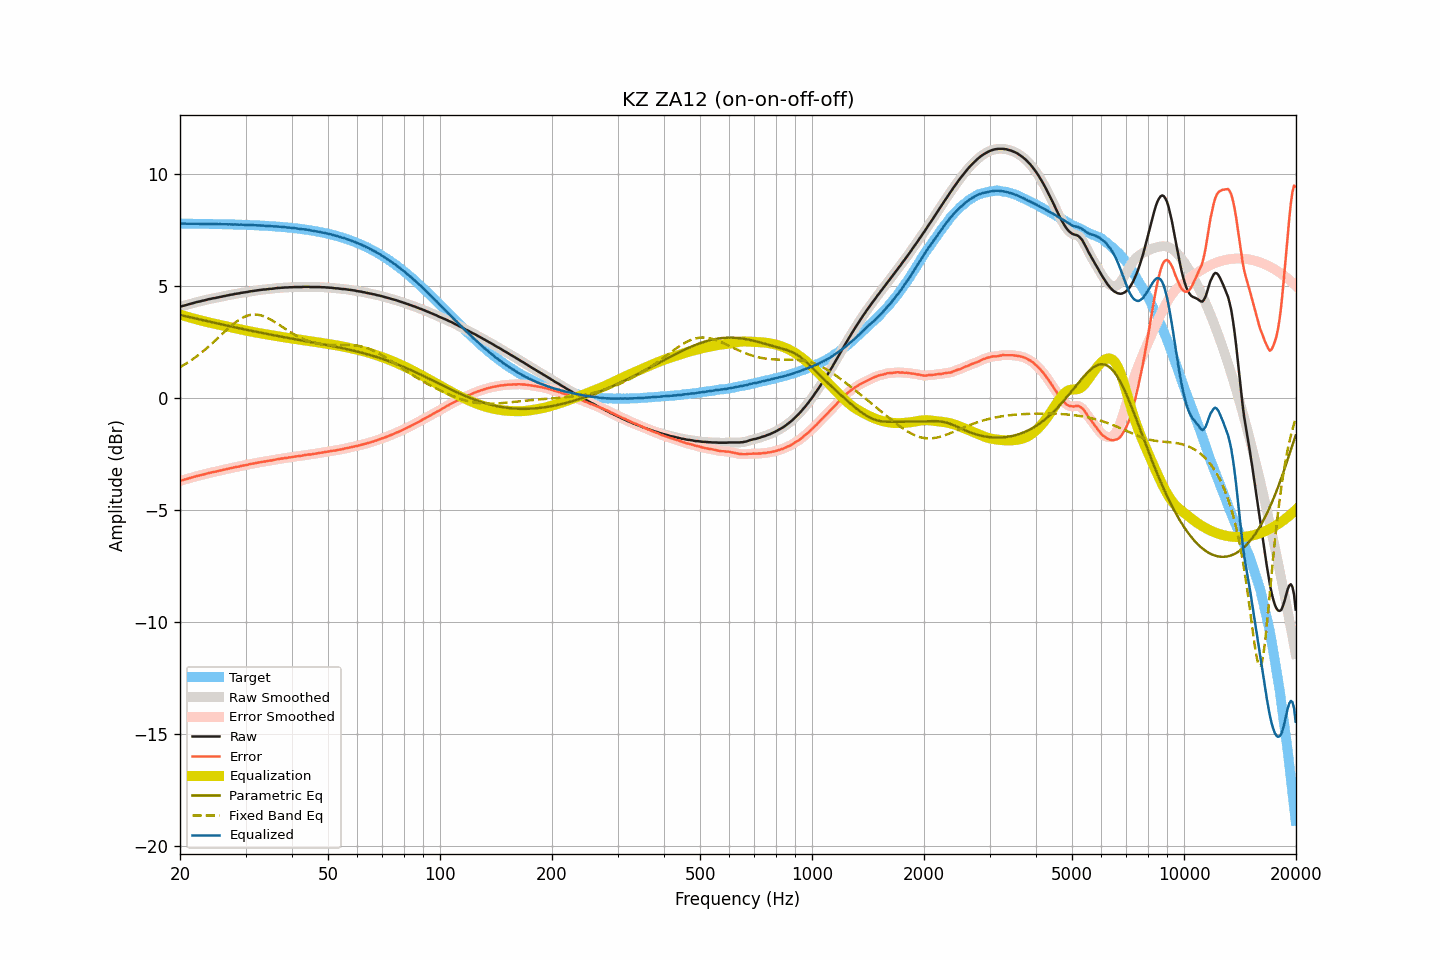 KZ ZA12 (on-on-off-off)
Amplitude (dBr)
10
5
0
−5
−10
−15
−20
Target
Raw Smoothed
Error Smoothed
Raw
Error
Equalization
Parametric Eq
Fixed Band Eq
Equalized
20 50 100 200 500 1000 2000 5000 10000 20000
Frequency (Hz)